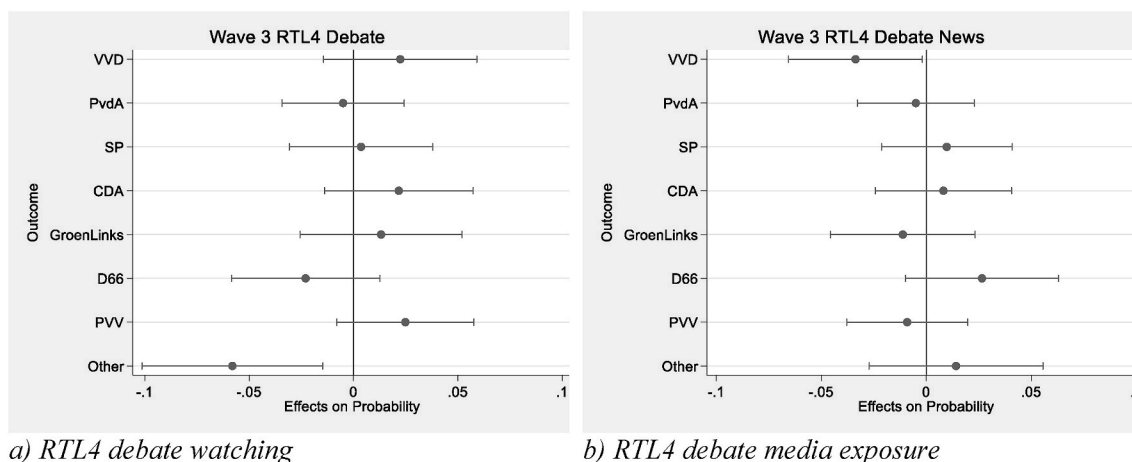 Wave 3 RTL4 Debate
VVD
PvdA
SP
CDA
GroenLinks
D66
PVV
Other
Outcome
-.1
-.05
0
.05
.1
Effects on Probability
a) RTL4 debate watching
Wave 3 RTL4 Debate News
VVD
PvdA
SP
CDA
GroenLinks
D66
PVV
Other
Outcome
-.1
-.05
0
.05
Effects on Probability
b) RTL4 debate media exposure